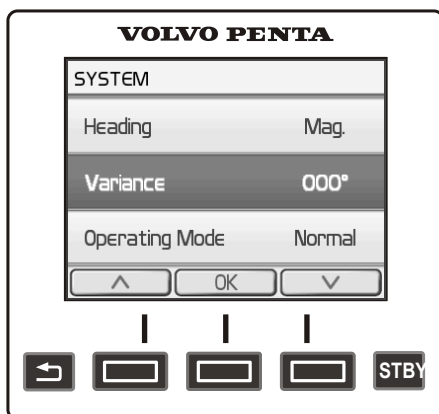 VOLVO PENTA
SYSTEM
Heading Mag.
Variance 000°
Operating Mode Normal
OK
STBY